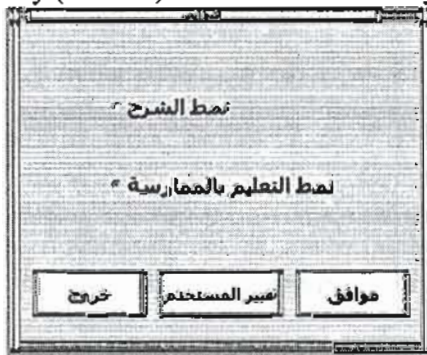 نمط الشرح
نمط التعليم بالممارسة
موافق تغيير المستخدم خروج